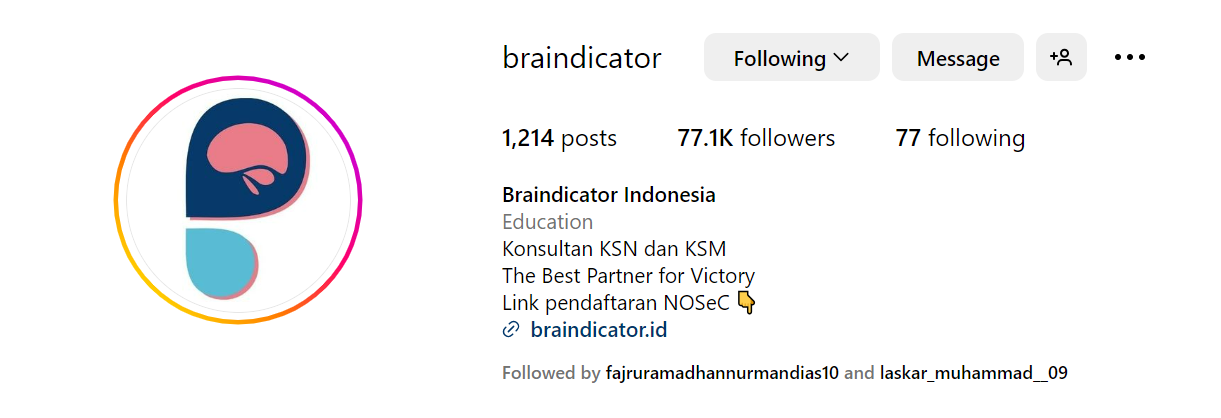 braindicator Following Message
1,214 posts 77.1K followers 77 following
Braindicator Indonesia
Education
Konsultan KSN dan KSM
The Best Partner for Victory
Link pendaftaran NOSeC 👇
braindicator.id
Followed by fajruramadhannurmandias10 and laskar_muhammad__09